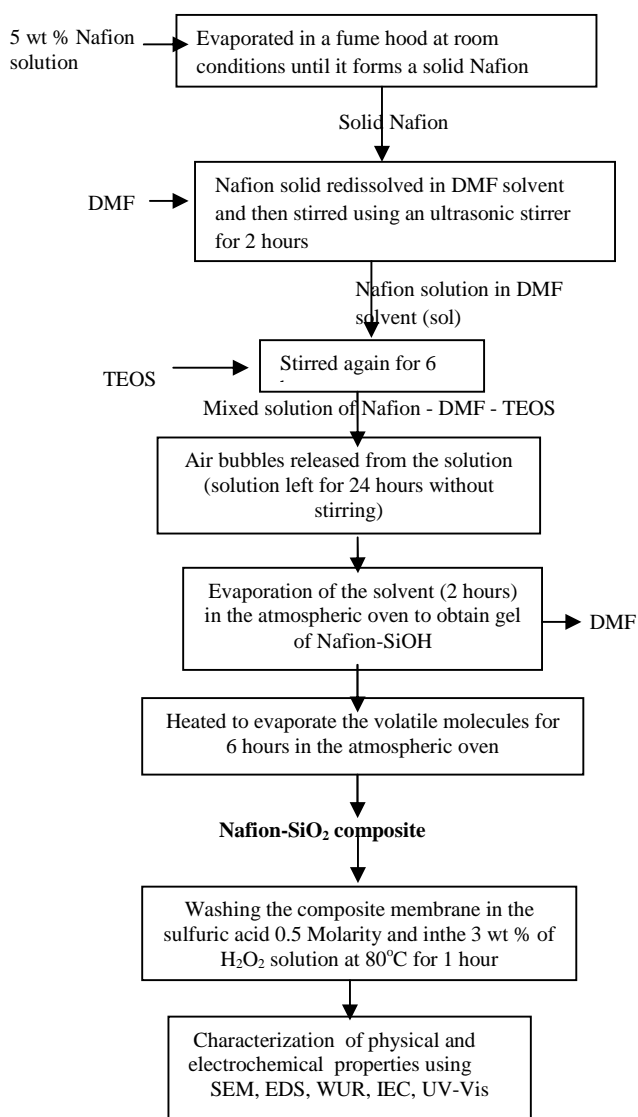 5 wt % Nafion
solution
Evaporated in a fume hood at room
conditions until it forms a solid Nafion
Solid Nafion
DMF
Nafion solid redissolved in DMF solvent
and then stirred using an ultrasonic stirrer
for 2 hours
Nafion solution in DMF
solvent (sol)
TEOS
Stirred again for 6
Mixed solution of Nafion - DMF - TEOS
Air bubbles released from the solution
(solution left for 24 hours without
stirring)
Evaporation of the solvent (2 hours)
in the atmospheric oven to obtain gel
of Nafion-SiOH
DMF
Heated to evaporate the volatile molecules for
6 hours in the atmospheric oven
Nafion-SiO₂ composite
Washing the composite membrane in the
sulfuric acid 0.5 Molarity and inthe 3 wt % of
H₂O₂ solution at 80°C for 1 hour
Characterization of physical and
electrochemical properties using
SEM, EDS, WUR, IEC, UV-Vis